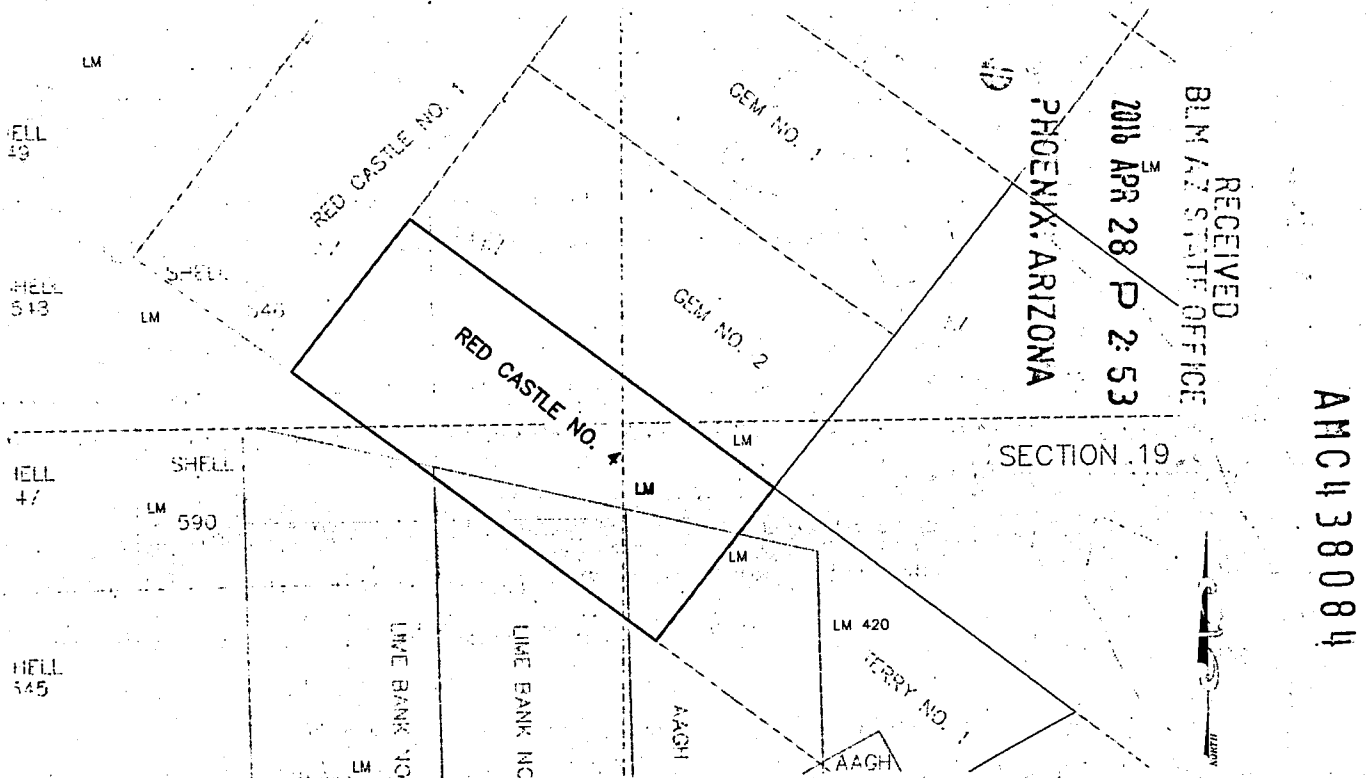 RECEIVED
BLM AZ STATE OFFICE
2016 APR 28 P 2:53
PHOENIX, ARIZONA
AMC438084
LM
LM
GEM NO. 1
RED CASTLE NO. 1
SHELL
546
LM
GEM NO. 2
RED CASTLE NO. 4
LM
SECTION 19
SHELL
LM
590
LM
LM
LM 420
TERRY NO. 1
LIME BANK NO
LIME BANK NO
AAGH
AAGH
LM